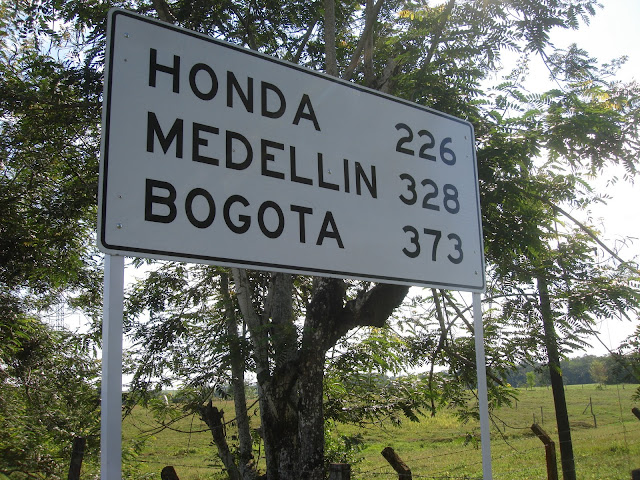 HONDA 226
MEDELLIN 328
BOGOTA 373